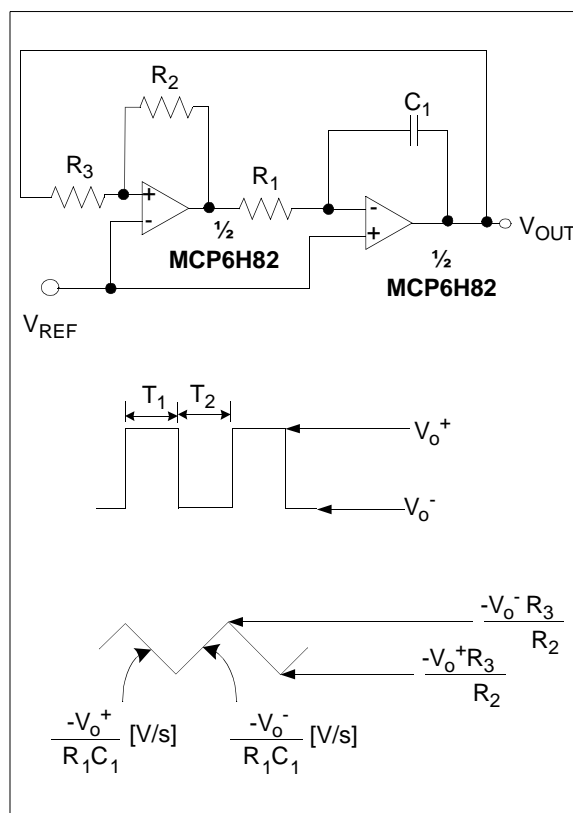 R2
C1
R3
R1
+
-
-
+
½
MCP6H82
½
MCP6H82
VOUT
VREF
T1 T2
Vo+
Vo-
-Vo- R3
R2
-Vo+R3
R2
-Vo+ [V/s] -Vo- [V/s]
R1C1 R1C1